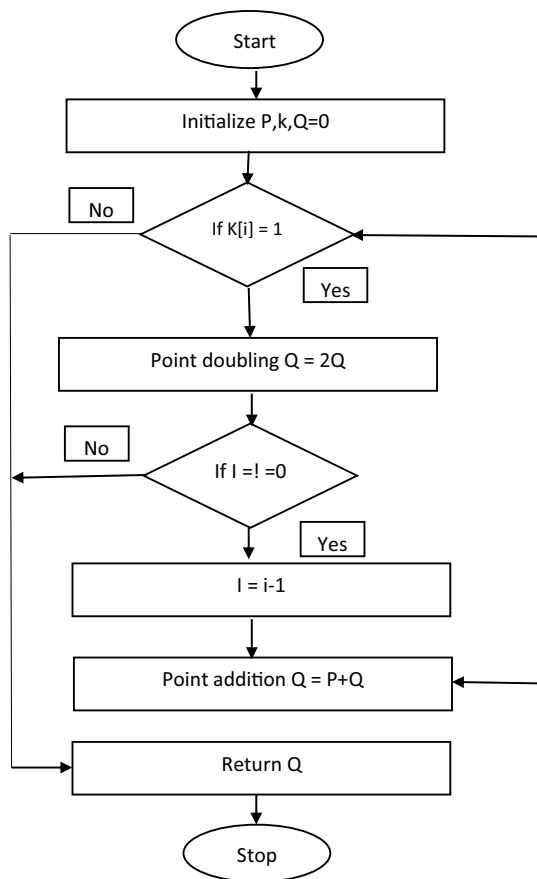 Start
Initialize P,k,Q=0
No
If K[i] = 1
Yes
Point doubling Q = 2Q
No
If I =! =0
Yes
I = i-1
Point addition Q = P+Q
Return Q
Stop